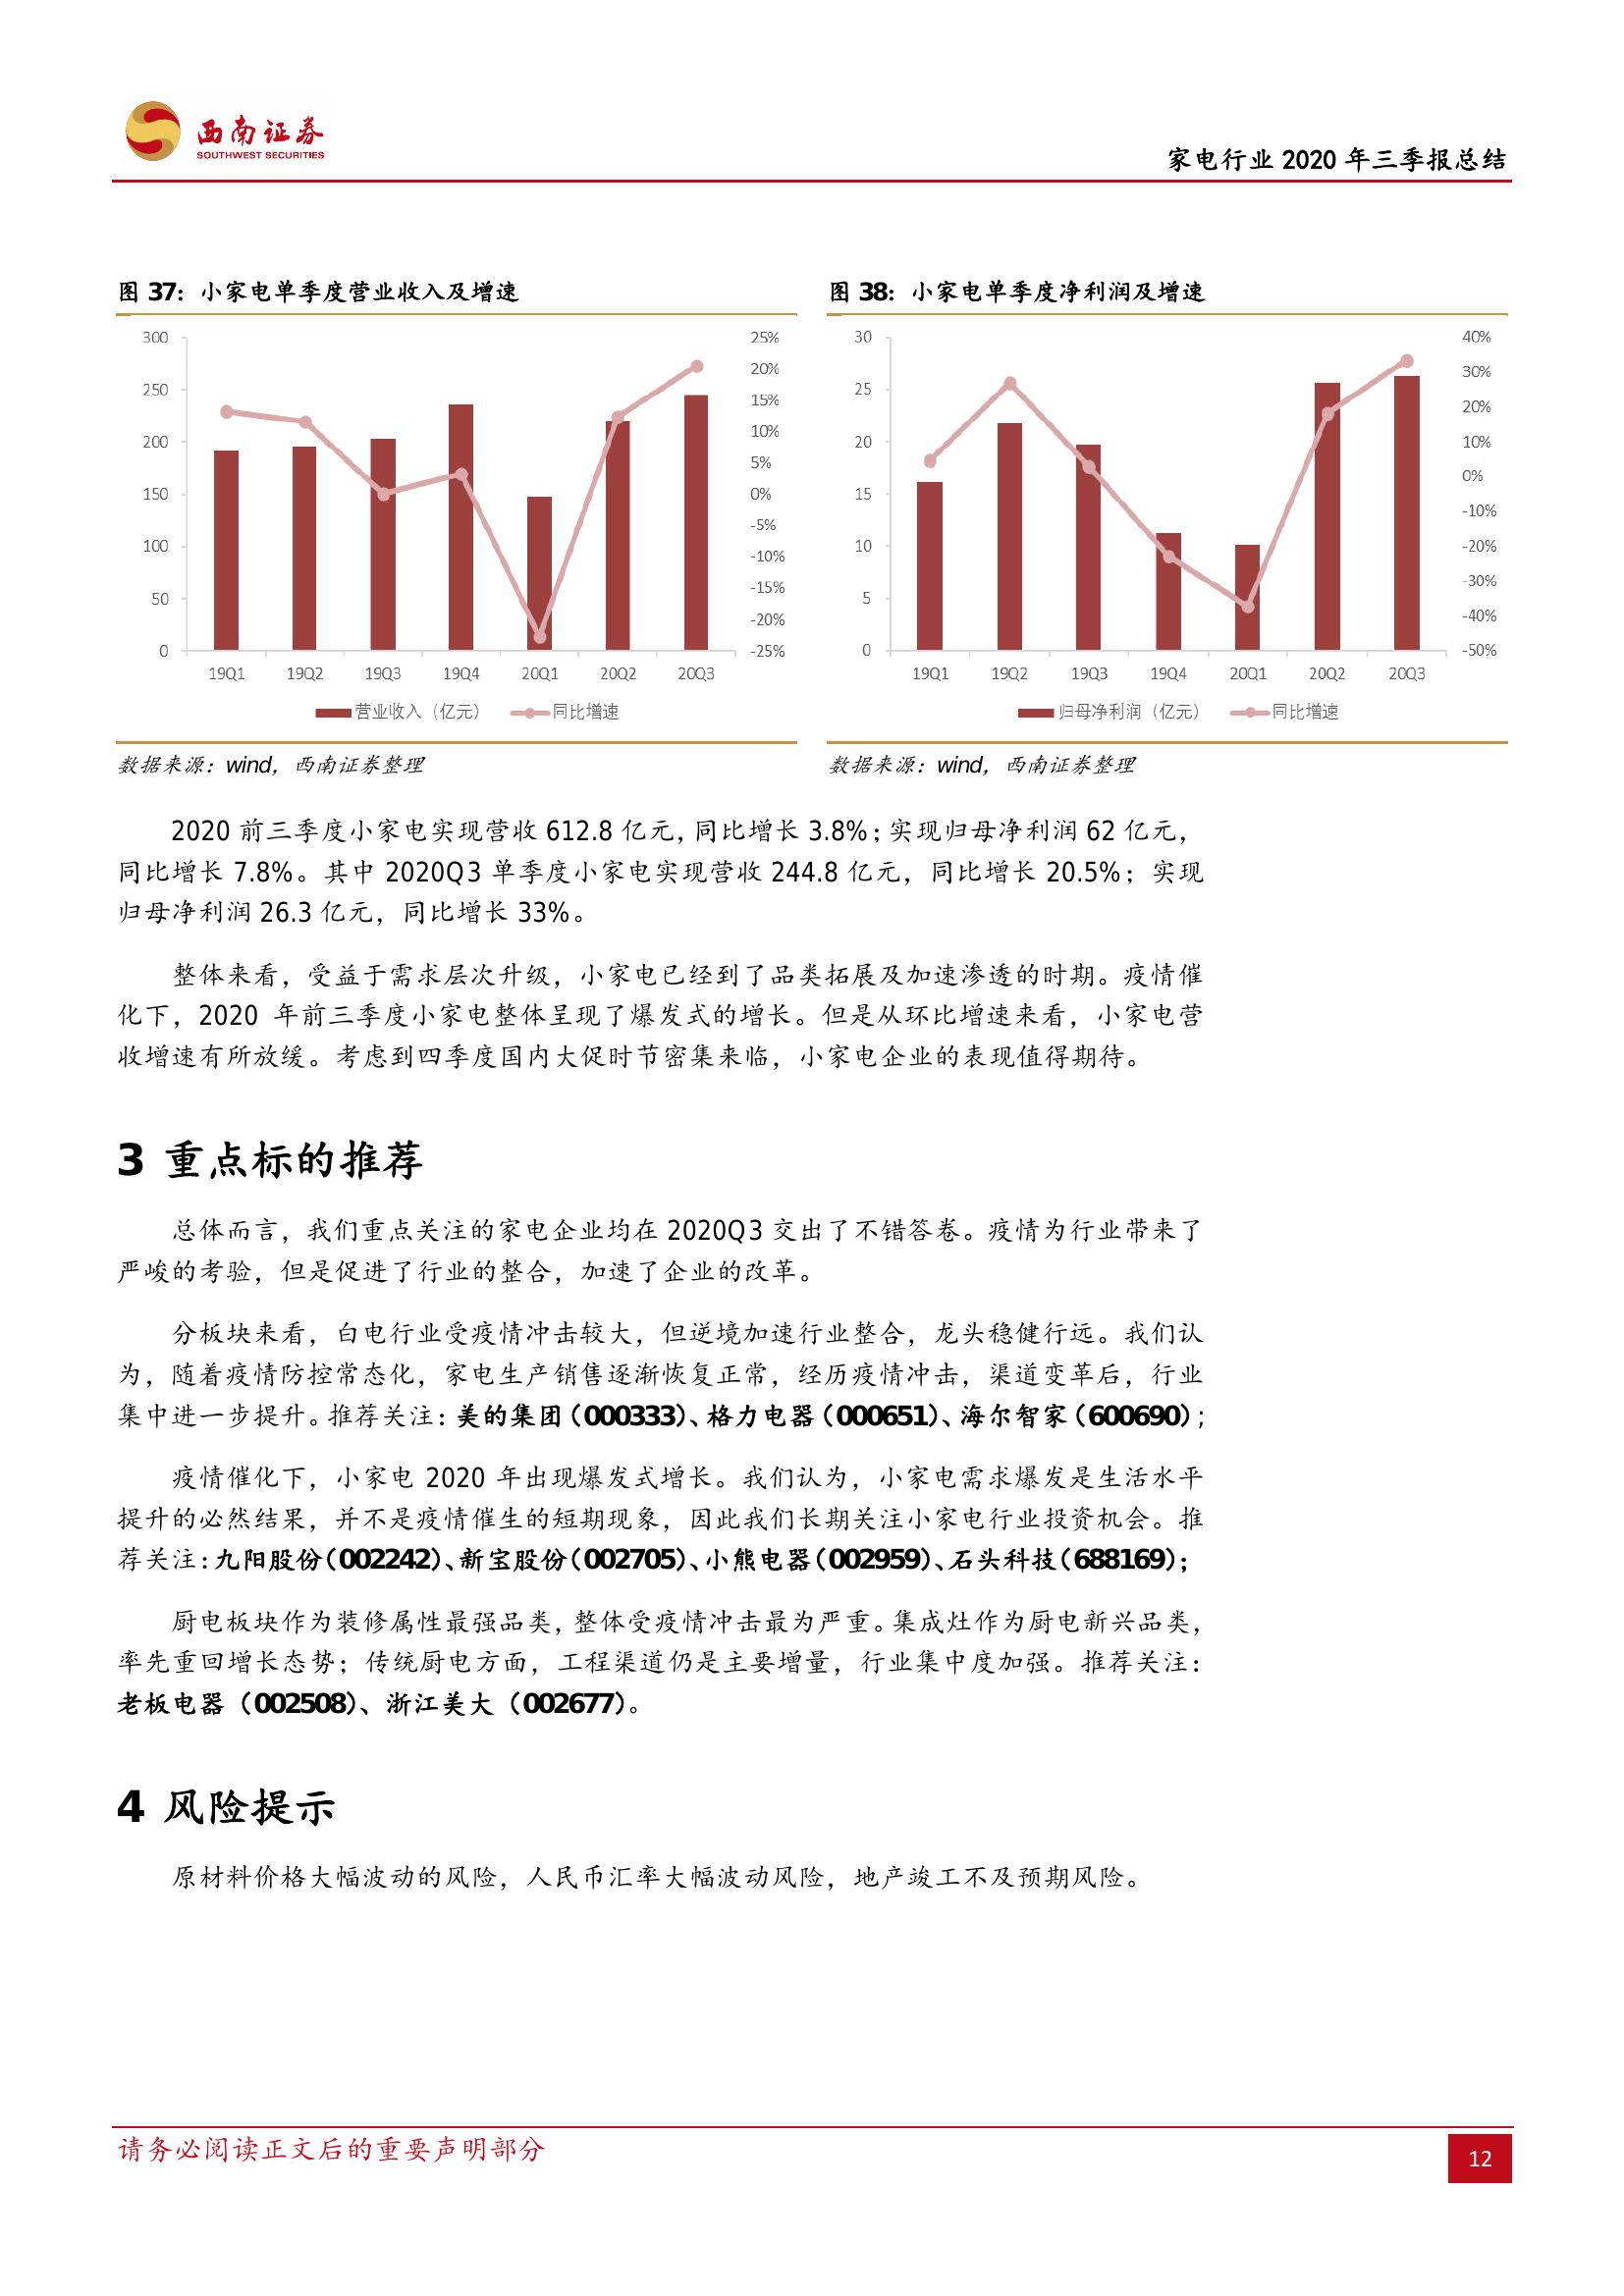 西南证券
SOUTHWEST SECURITIES
家电行业 2020 年三季报总结
图 37：小家电单季度营业收入及增速
300
250
200
150
100
50
0
25%
20%
15%
10%
5%
0%
-5%
-10%
-15%
-20%
-25%
19Q1 19Q2 19Q3 19Q4 20Q1 20Q2 20Q3
营业收入（亿元） 同比增速
数据来源：wind，西南证券整理
图 38：小家电单季度净利润及增速
30
25
20
15
10
5
0
40%
30%
20%
10%
0%
-10%
-20%
-30%
-40%
-50%
19Q1 19Q2 19Q3 19Q4 20Q1 20Q2 20Q3
归母净利润（亿元） 同比增速
数据来源：wind，西南证券整理
2020 前三季度小家电实现营收 612.8 亿元，同比增长 3.8%；实现归母净利润 62 亿元，
同比增长 7.8%。其中 2020Q3 单季度小家电实现营收 244.8 亿元，同比增长 20.5%；实现
归母净利润 26.3 亿元，同比增长 33%。
整体来看，受益于需求层次升级，小家电已经到了品类拓展及加速渗透的时期。疫情催
化下，2020 年前三季度小家电整体呈现了爆发式的增长。但是从环比增速来看，小家电营
收增速有所放缓。考虑到四季度国内大促时节密集来临，小家电企业的表现值得期待。
3 重点标的推荐
总体而言，我们重点关注的家电企业均在 2020Q3 交出了不错答卷。疫情为行业带来了
严峻的考验，但是促进了行业的整合，加速了企业的改革。
分板块来看，白电行业受疫情冲击较大，但逆境加速行业整合，龙头稳健行远。我们认
为，随着疫情防控常态化，家电生产销售逐渐恢复正常，经历疫情冲击，渠道变革后，行业
集中进一步提升。推荐关注：美的集团（000333）、格力电器（000651）、海尔智家（600690）；
疫情催化下，小家电 2020 年出现爆发式增长。我们认为，小家电需求爆发是生活水平
提升的必然结果，并不是疫情催生的短期现象，因此我们长期关注小家电行业投资机会。推
荐关注：九阳股份（002242）、新宝股份（002705）、小熊电器（002959）、石头科技（688169）；
厨电板块作为装修属性最强品类，整体受疫情冲击最为严重。集成灶作为厨电新兴品类，
率先重回增长态势；传统厨电方面，工程渠道仍是主要增量，行业集中度加强。推荐关注：
老板电器（002508）、浙江美大（002677）。
4 风险提示
原材料价格大幅波动的风险，人民币汇率大幅波动风险，地产竣工不及预期风险。
请务必阅读正文后的重要声明部分
12